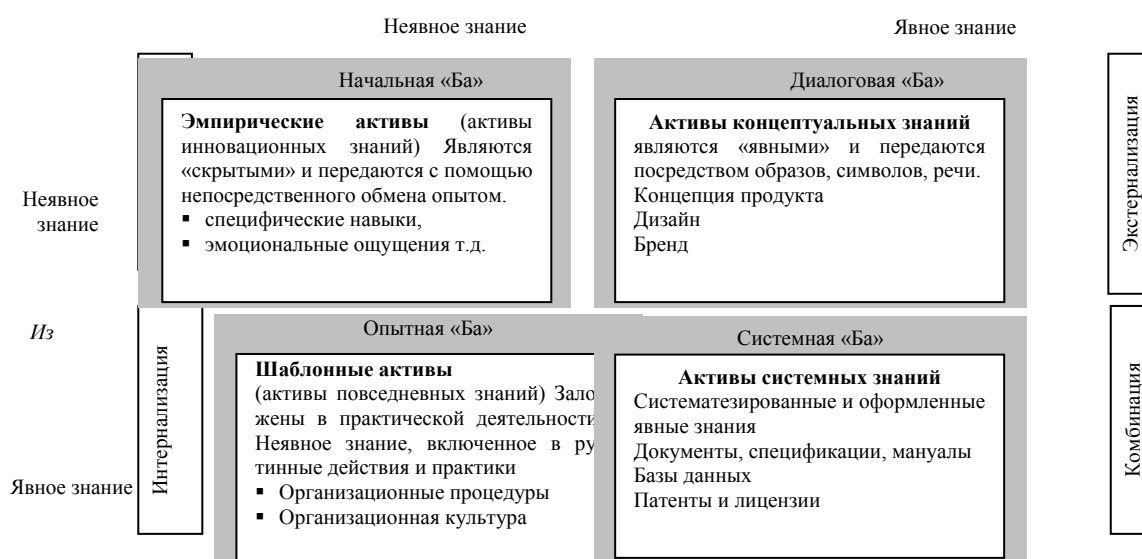 Неявное знание
Явное знание
Начальная «Ба»
Эмпирические активы (активы
инновационных знаний) Являются
«скрытыми» и передаются с помощью
непосредственного обмена опытом.
▪ специфические навыки,
▪ эмоциональные ощущения т.д.
Диалоговая «Ба»
Активы концептуальных знаний
являются «явными» и передаются
посредством образов, символов, речи.
Концепция продукта
Дизайн
Бренд
Экстернализация
Неявное
знание
Из
Явное знание
Интернализация
Опытная «Ба»
Шаблонные активы
(активы повседневных знаний) Зало
жены в практической деятельности
Неявное знание, включенное в ру
тинные действия и практики
▪ Организационные процедуры
▪ Организационная культура
Системная «Ба»
Активы системных знаний
Систематезированные и оформленные
явные знания
Документы, спецификации, мануалы
Базы данных
Патенты и лицензии
Комбинация